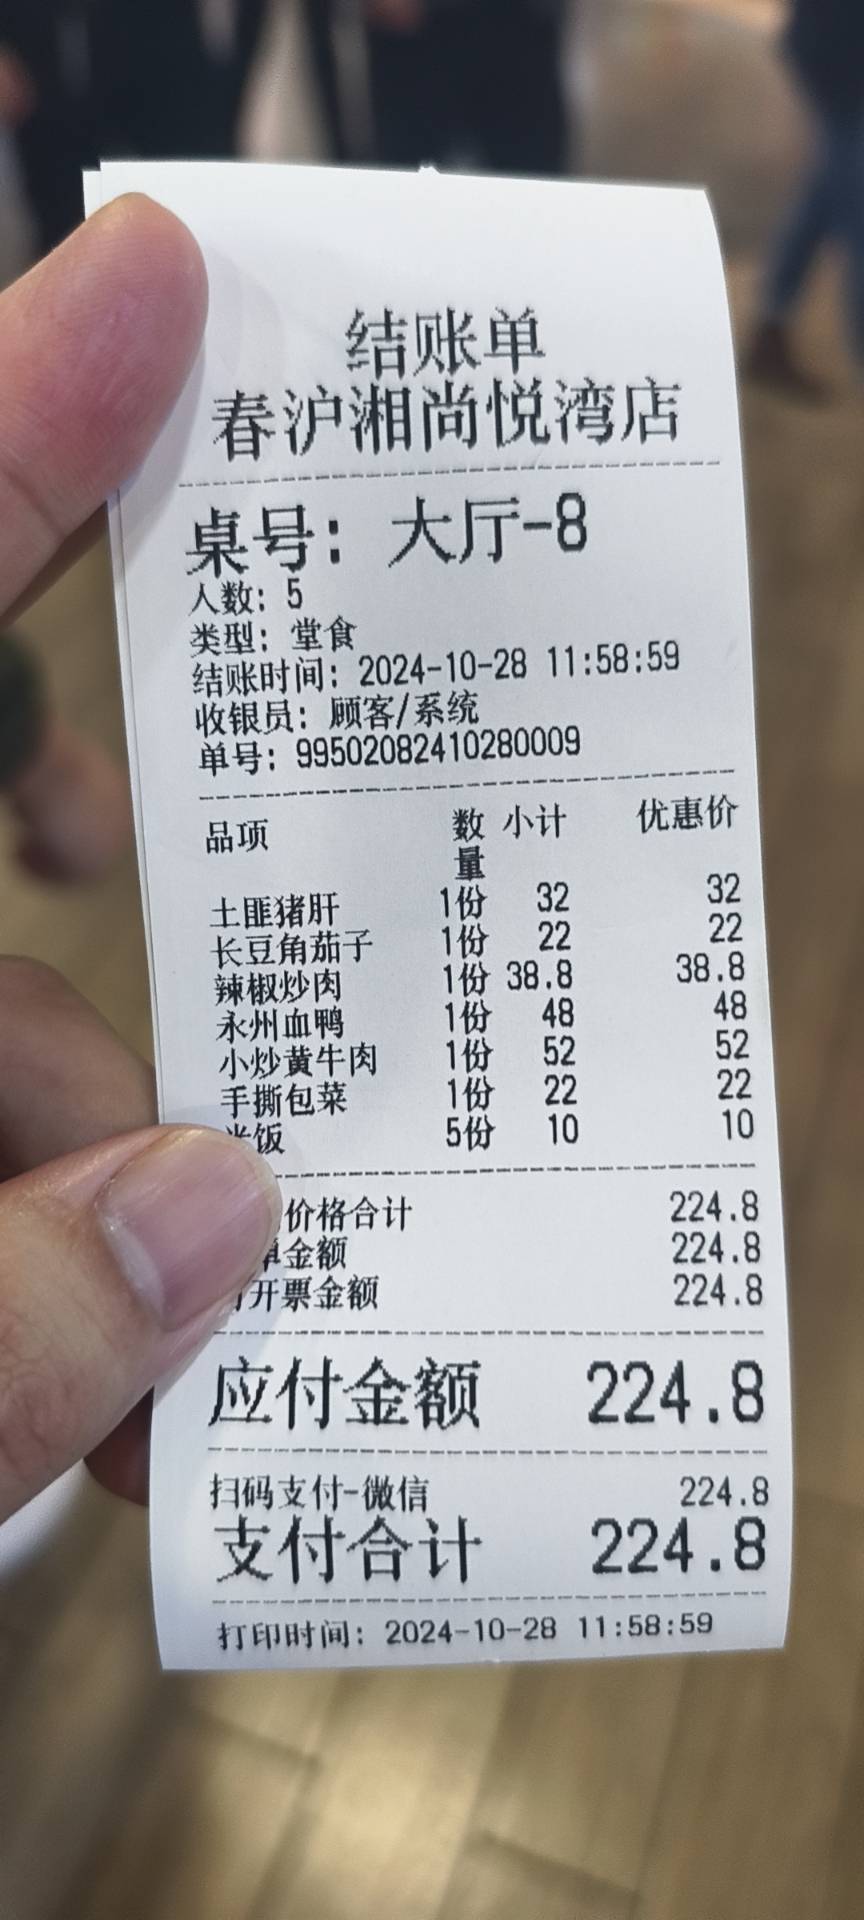 结账单
春沪湘尚悦湾店
桌号: 大厅-8
人数: 5
类型: 堂食
结账时间: 2024-10-28 11:58:59
收银员: 顾客/系统
单号: 99502082410280009
品项 数量 小计 优惠价
土匪猪肝 1份 32 32
长豆角茄子 1份 22 22
辣椒炒肉 1份 38.8 38.8
永州血鸭 1份 48 48
小炒黄牛肉 1份 52 52
手撕包菜 1份 22 22
米饭 5份 10 10
价格合计 224.8
单金额 224.8
开票金额 224.8
应付金额 224.8
扫码支付-微信 224.8
支付合计 224.8
打印时间: 2024-10-28 11:58:59